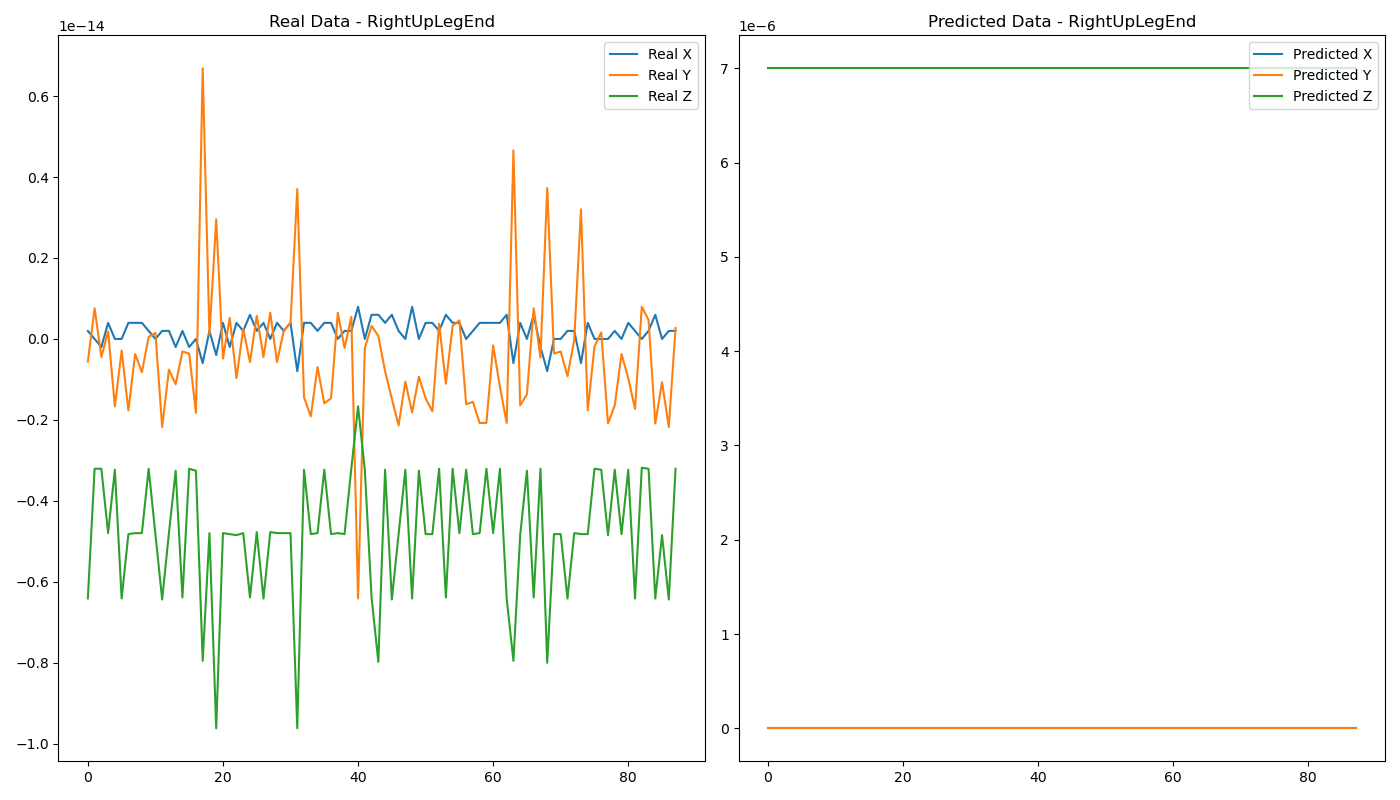 Real Data - RightUpLegEnd
1e−14
Real X
Real Y
Real Z
0.6
0.4
0.2
0.0
−0.2
−0.4
−0.6
−0.8
−1.0
0 20 40 60 80
Predicted Data - RightUpLegEnd
1e−6
Predicted X
Predicted Y
Predicted Z
7
6
5
4
3
2
1
0
0 20 40 60 80